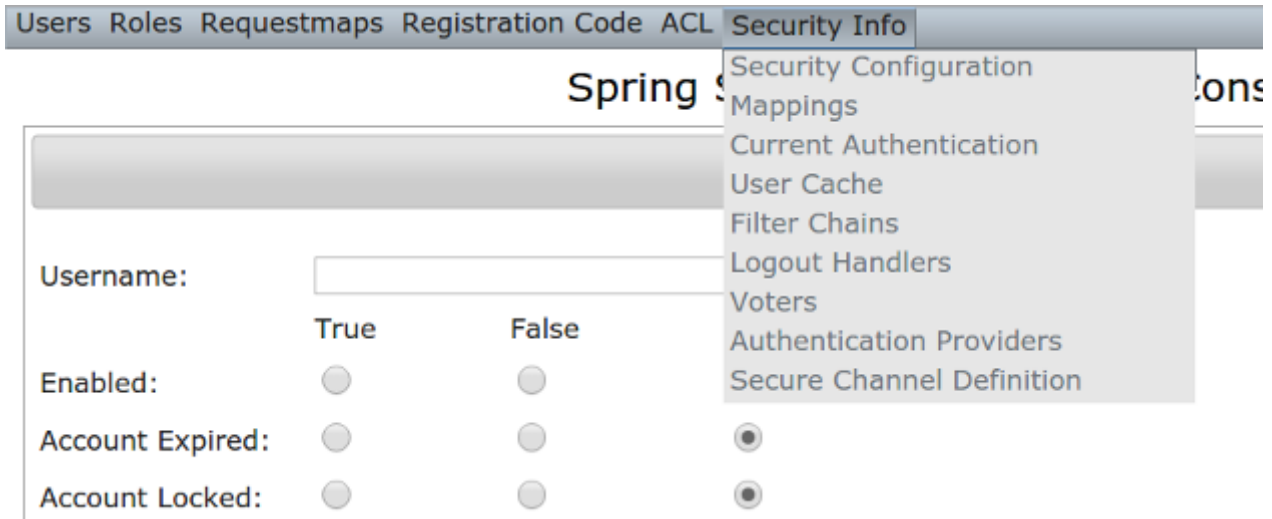 Users Roles Requestmaps Registration Code ACL Security Info
Security Configuration
Spring
Mappings
Current Authentication
User Cache
Filter Chains
Logout Handlers
Username:
Voters
True False
Authentication Providers
Enabled:
Secure Channel Definition
Account Expired:
Account Locked: